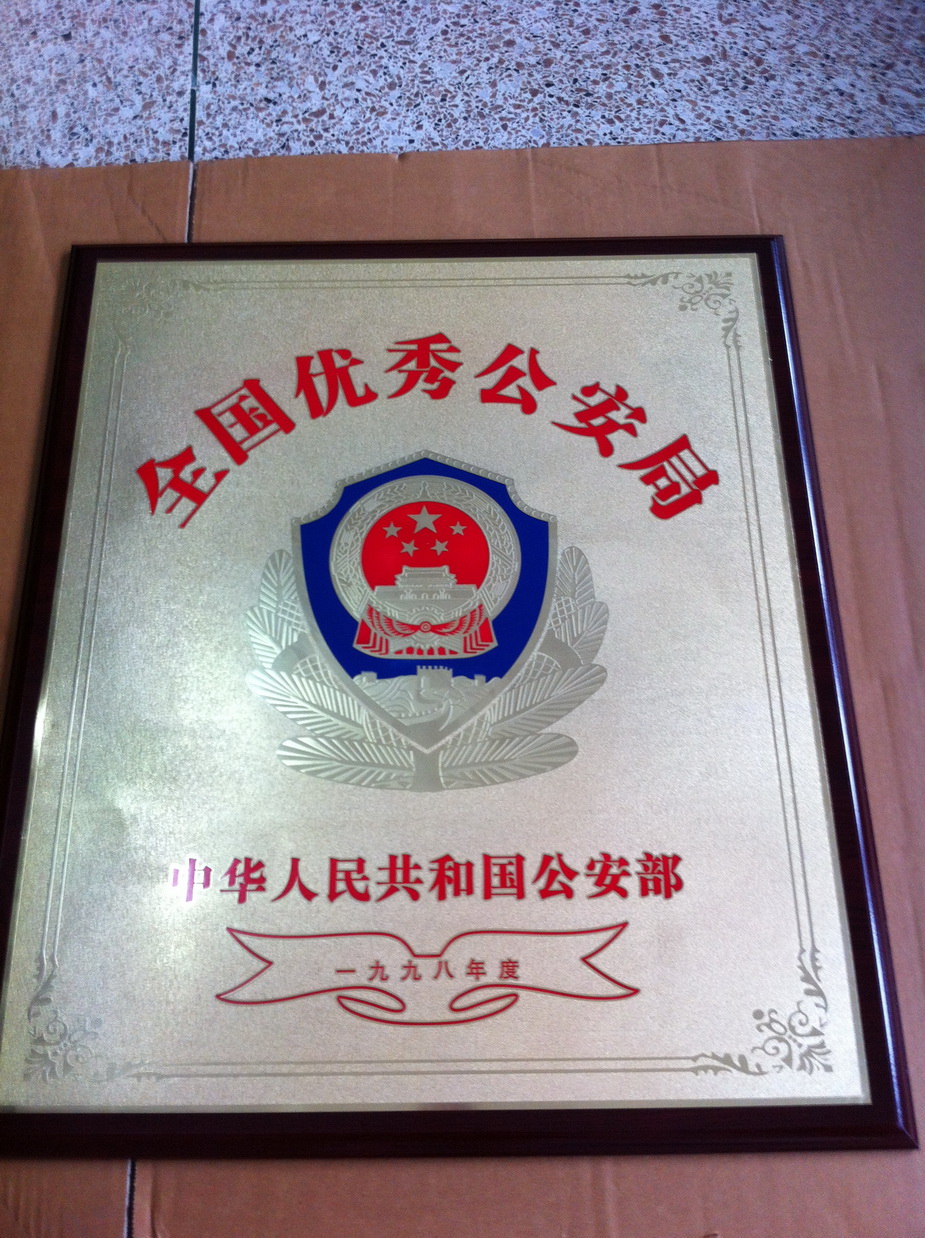 全国优秀公安局
中华人民共和国公安部
一九九八年度